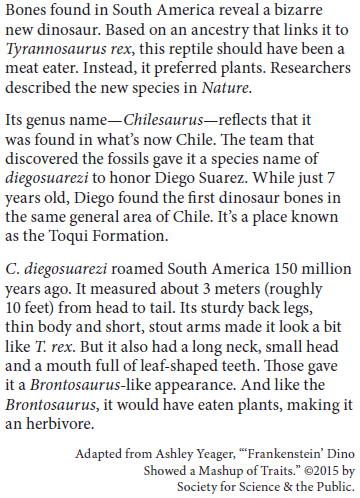 Bones found in South America reveal a bizarre
new dinosaur. Based on an ancestry that links it to
Tyrannosaurus rex, this reptile should have been a
meat eater. Instead, it preferred plants. Researchers
described the new species in Nature.
Its genus name—Chilesaurus—reflects that it
was found in what's now Chile. The team that
discovered the fossils gave it a species name of
diegosuarezi to honor Diego Suarez. While just 7
years old, Diego found the first dinosaur bones in
the same general area of Chile. It's a place known
as the Toqui Formation.
C. diegosuarezi roamed South America 150 million
years ago. It measured about 3 meters (roughly
10 feet) from head to tail. Its sturdy back legs,
thin body and short, stout arms made it look a bit
like T. rex. But it also had a long neck, small head
and a mouth full of leaf-shaped teeth. Those gave
it a Brontosaurus-like appearance. And like the
Brontosaurus, it would have eaten plants, making it
an herbivore.
Adapted from Ashley Yeager, “‘Frankenstein’ Dino
Showed a Mashup of Traits.” ©2015 by
Society for Science & the Public.